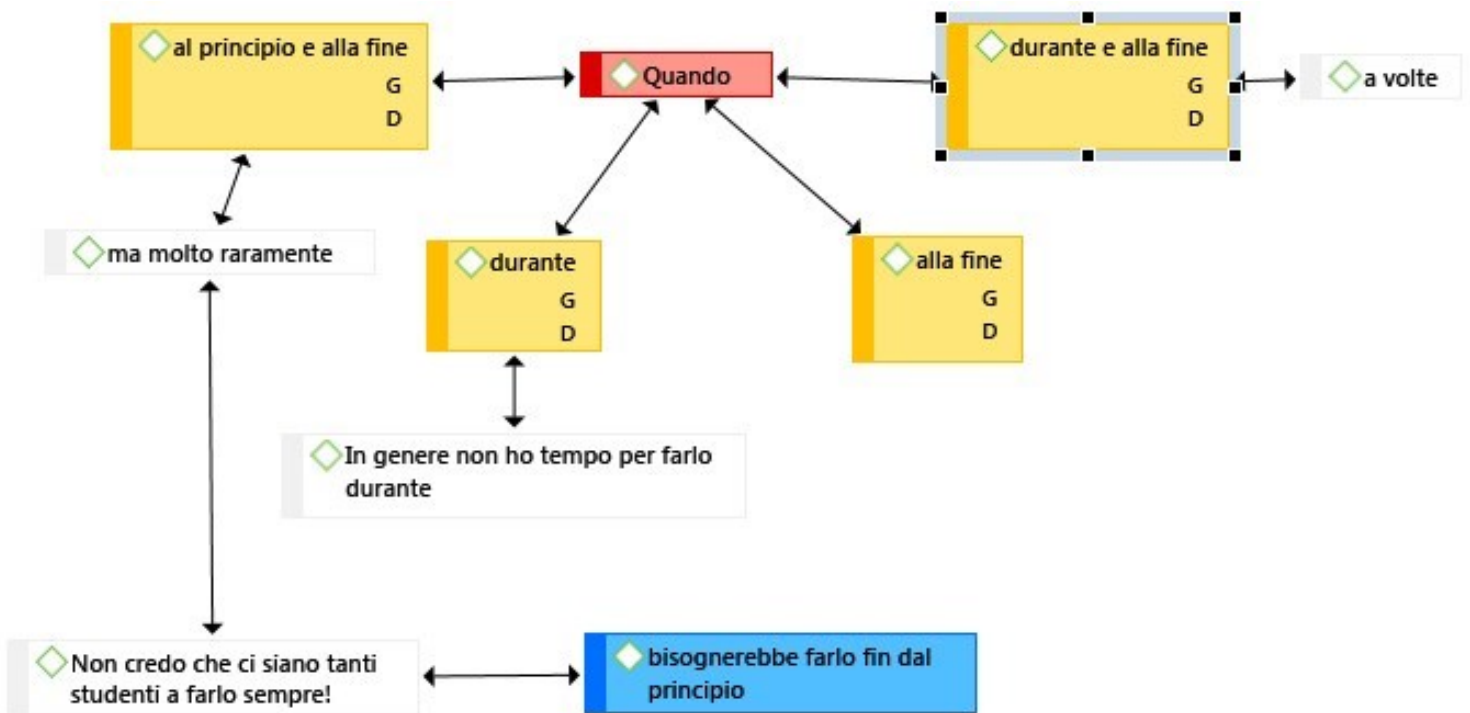 al principio e alla fine
G
D
Quando
durante e alla fine
G
D
a volte
ma molto raramente
durante
G
D
alla fine
G
D
In genere non ho tempo per farlo
durante
Non credo che ci siano tanti
studenti a farlo sempre!
bisognerebbe farlo fin dal
principio